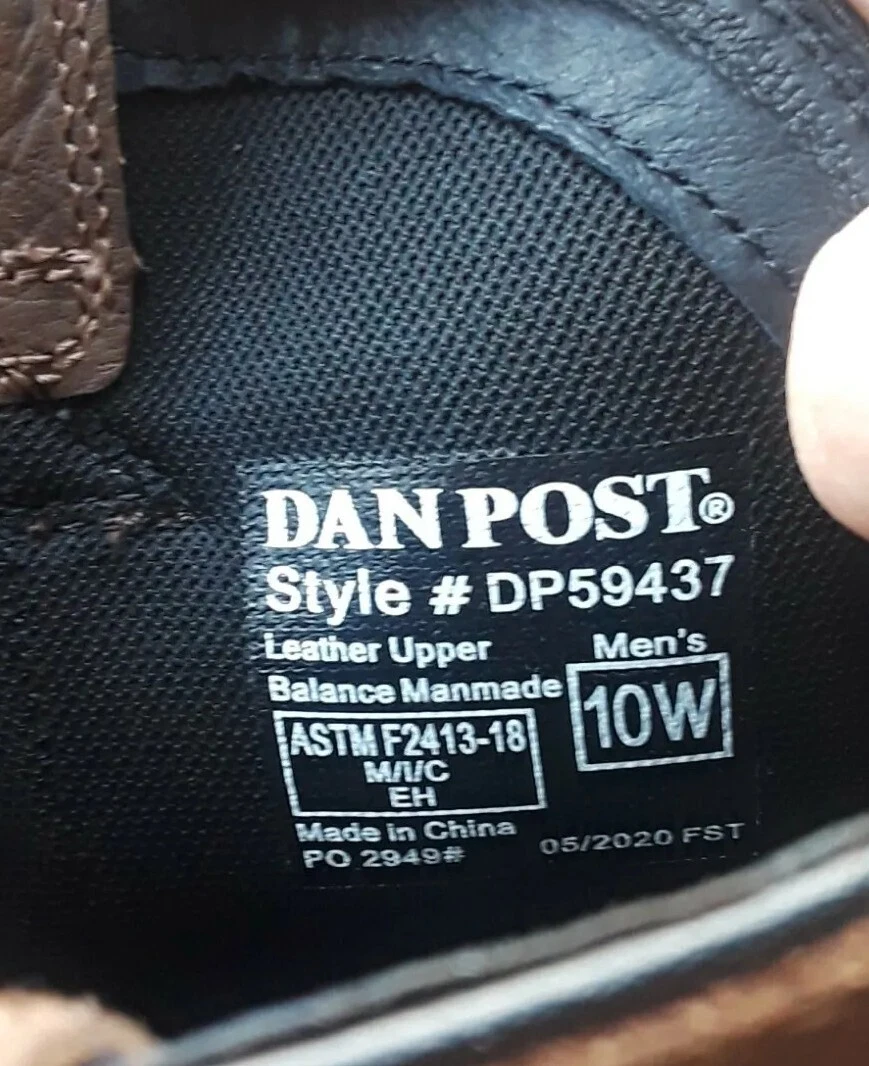 DAN POST®
Style # DP59437
Leather Upper
Balance Manmade
Men's
10W
ASTM F2413-18
M/I/C
EH
Made in China
PO 2949#
05/2020 FST